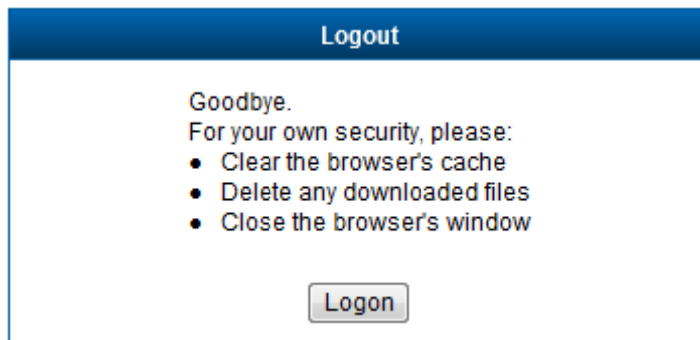 Logout
Goodbye.
For your own security, please:
● Clear the browser's cache
● Delete any downloaded files
● Close the browser's window
Logon